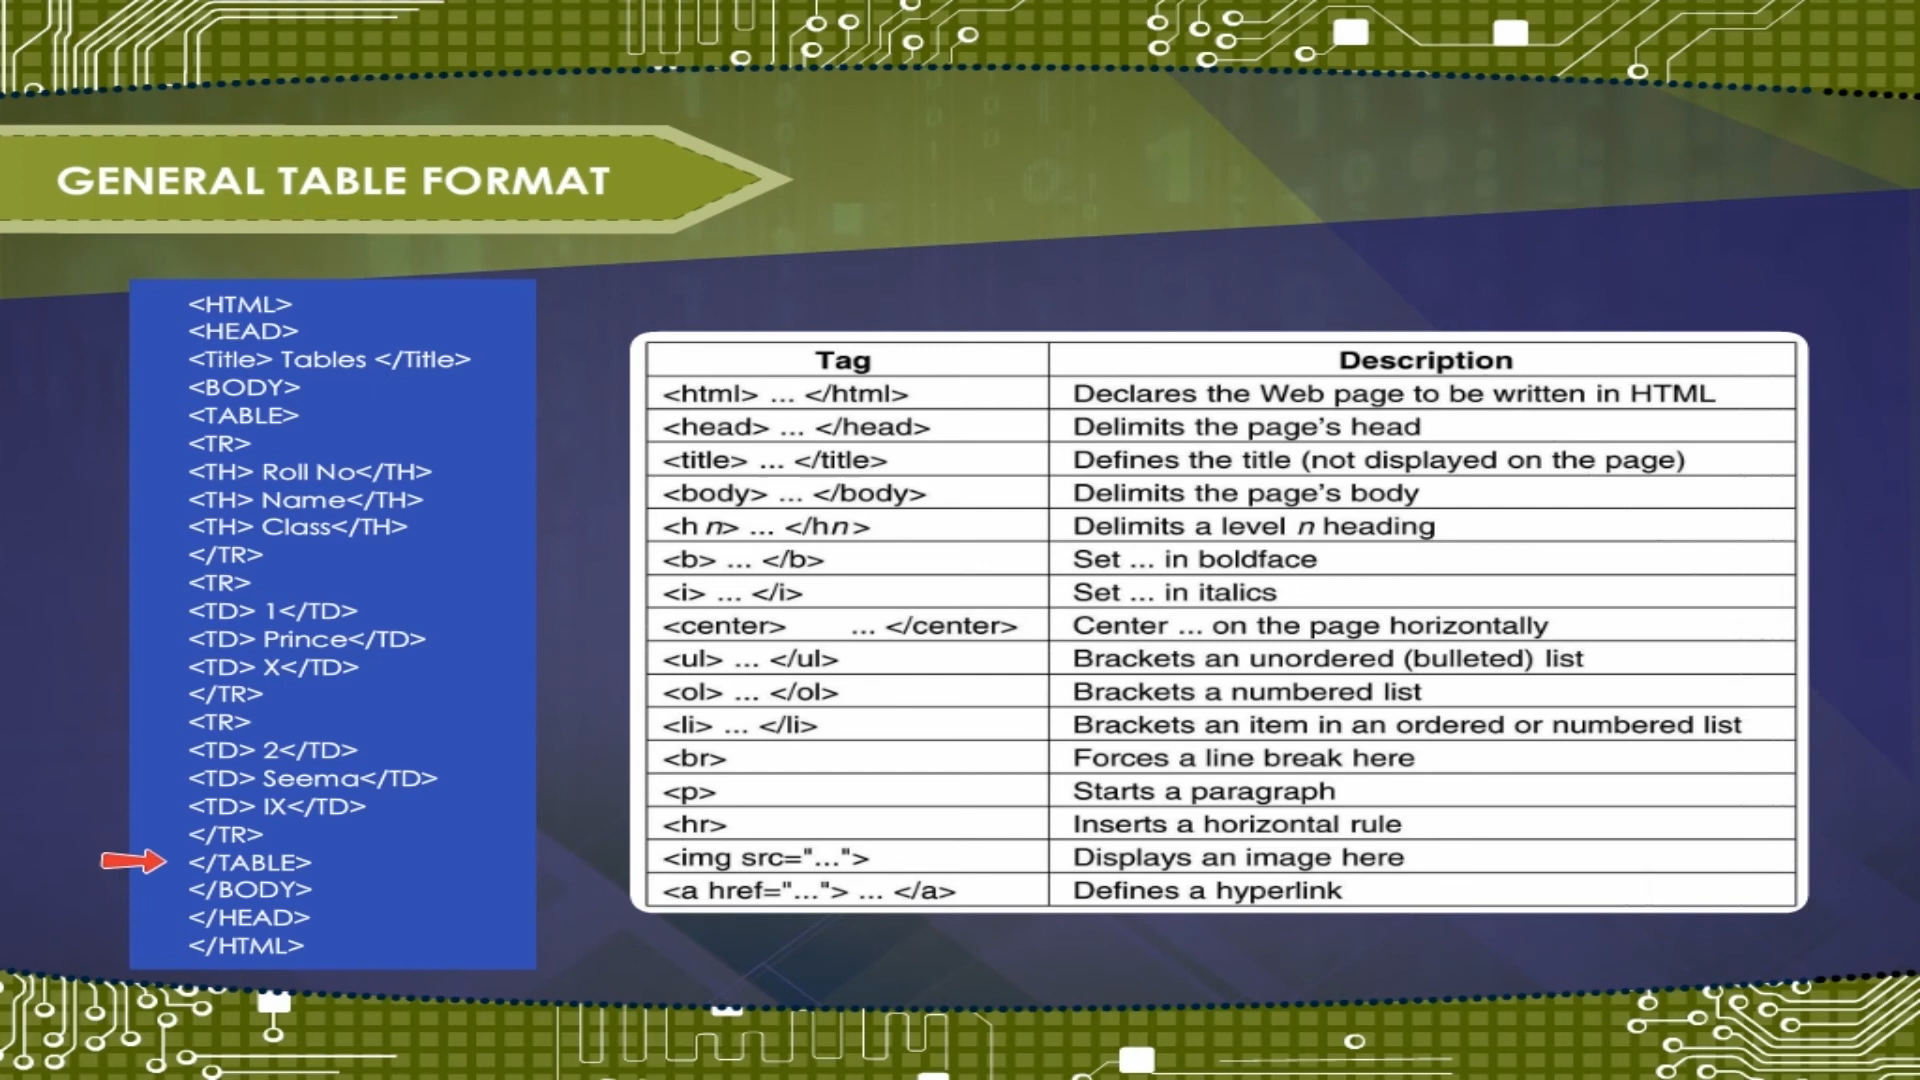 GENERAL TABLE FORMAT
<HTML>
<HEAD>
<Title> Tables </Title>
<BODY>
<TABLE>
<TR>
<TH> Roll No</TH>
<TH> Name</TH>
<TH> Class</TH>
</TR>
<TR>
<TD> 1</TD>
<TD> Prince</TD>
<TD> X</TD>
</TR>
<TR>
<TD> 2</TD>
<TD> Seema</TD>
<TD> IX</TD>
</TR>
</TABLE>
</BODY>
</HEAD>
</HTML>
Tag Description
<html> ... </html> Declares the Web page to be written in HTML
<head> ... </head> Delimits the page's head
<title> ... </title> Defines the title (not displayed on the page)
<body> ... </body> Delimits the page's body
<h n> ... </hn> Delimits a level n heading
<b> ... </b> Set ... in boldface
<i> ... </i> Set ... in italics
<center> ... </center> Center ... on the page horizontally
<ul> ... </ul> Brackets an unordered (bulleted) list
<ol> ... </ol> Brackets a numbered list
<li> ... </li> Brackets an item in an ordered or numbered list
<br> Forces a line break here
<p> Starts a paragraph
<hr> Inserts a horizontal rule
<img src="..."> Displays an image here
<a href="..."> ... </a> Defines a hyperlink